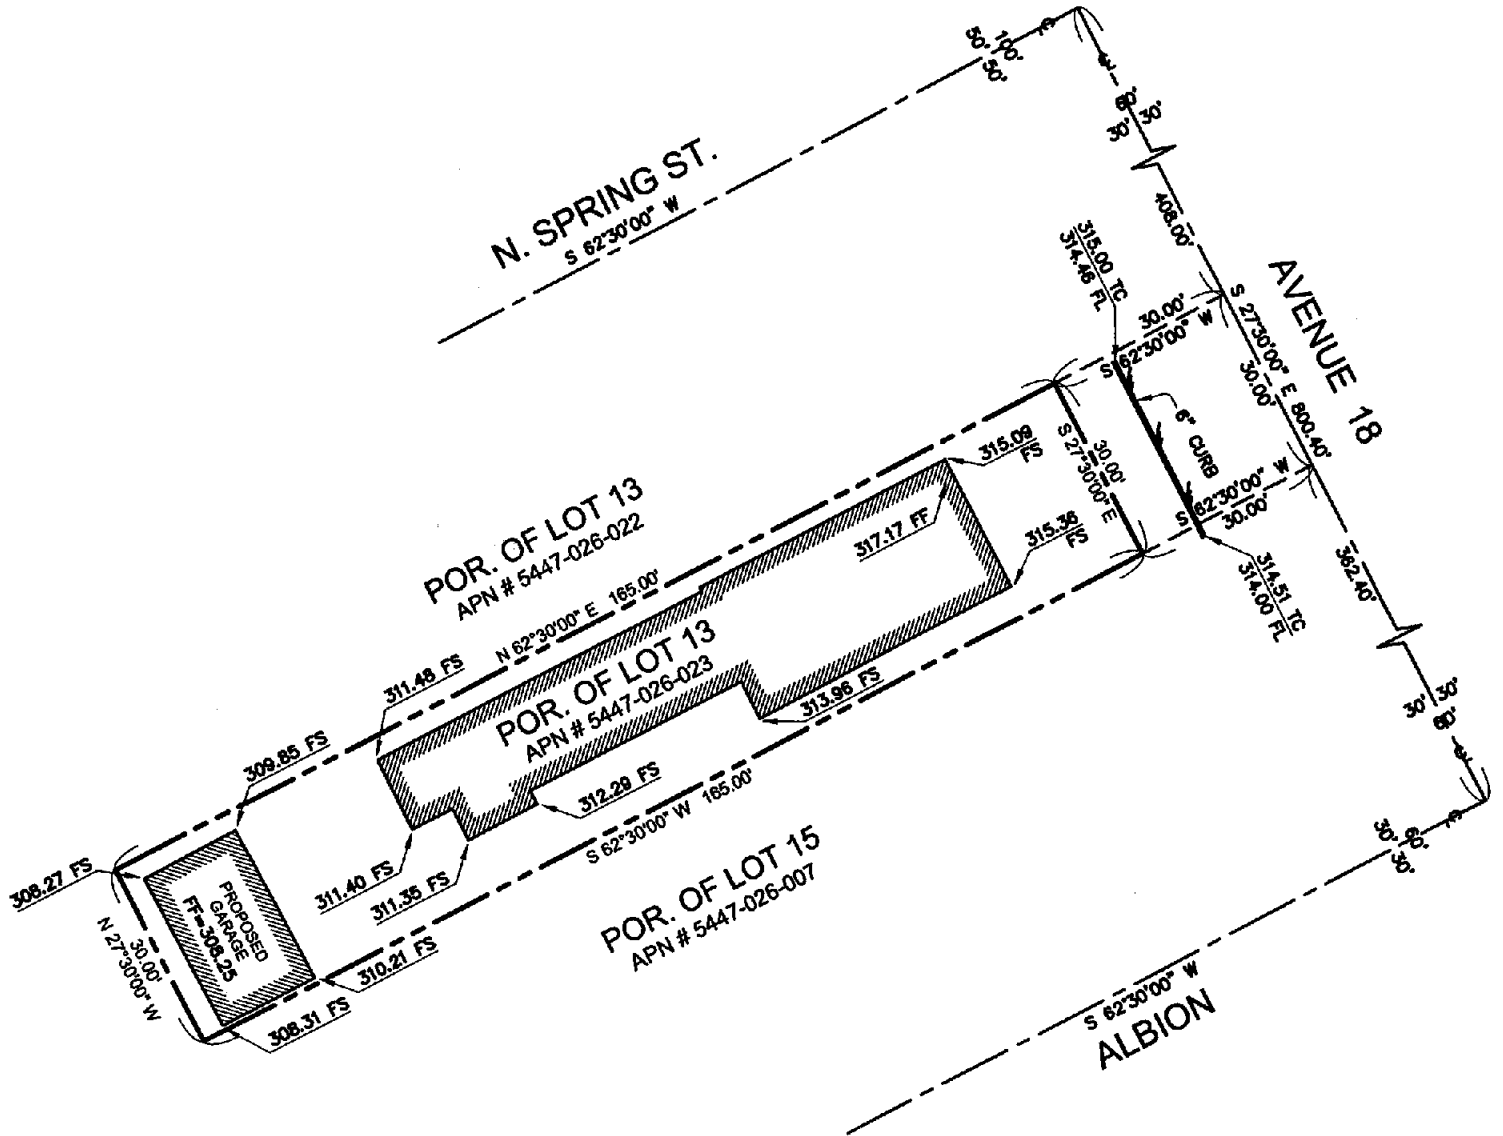 50' 100'
50'
℄
℄
60'
30' 30'
N. SPRING ST.
S 62°30'00" W
408.00'
AVENUE 18
S 27°30'00" E 800.40'
30.00'
315.00 TC
314.46 FL
30.00'
S 62°30'00" W
6" CURB
S 62°30'00" W
30.00'
30.00'
S 27°30'00" E
315.09
FS
317.17 FF
315.36
FS
314.51 TC
314.00 FL
362.40'
30' 30'
60'
℄
℄
30' 60'
30'
POR. OF LOT 13
APN # 5447-026-022
N 62°30'00" E 165.00'
POR. OF LOT 13
APN # 5447-026-023
311.48 FS
313.96 FS
309.85 FS
312.29 FS
S 62°30'00" W 165.00'
308.27 FS
311.40 FS
311.35 FS
POR. OF LOT 15
APN # 5447-026-007
PROPOSED
GARAGE
FF=308.25
30.00'
N 27°30'00" W
310.21 FS
308.31 FS
S 62°30'00" W
ALBION